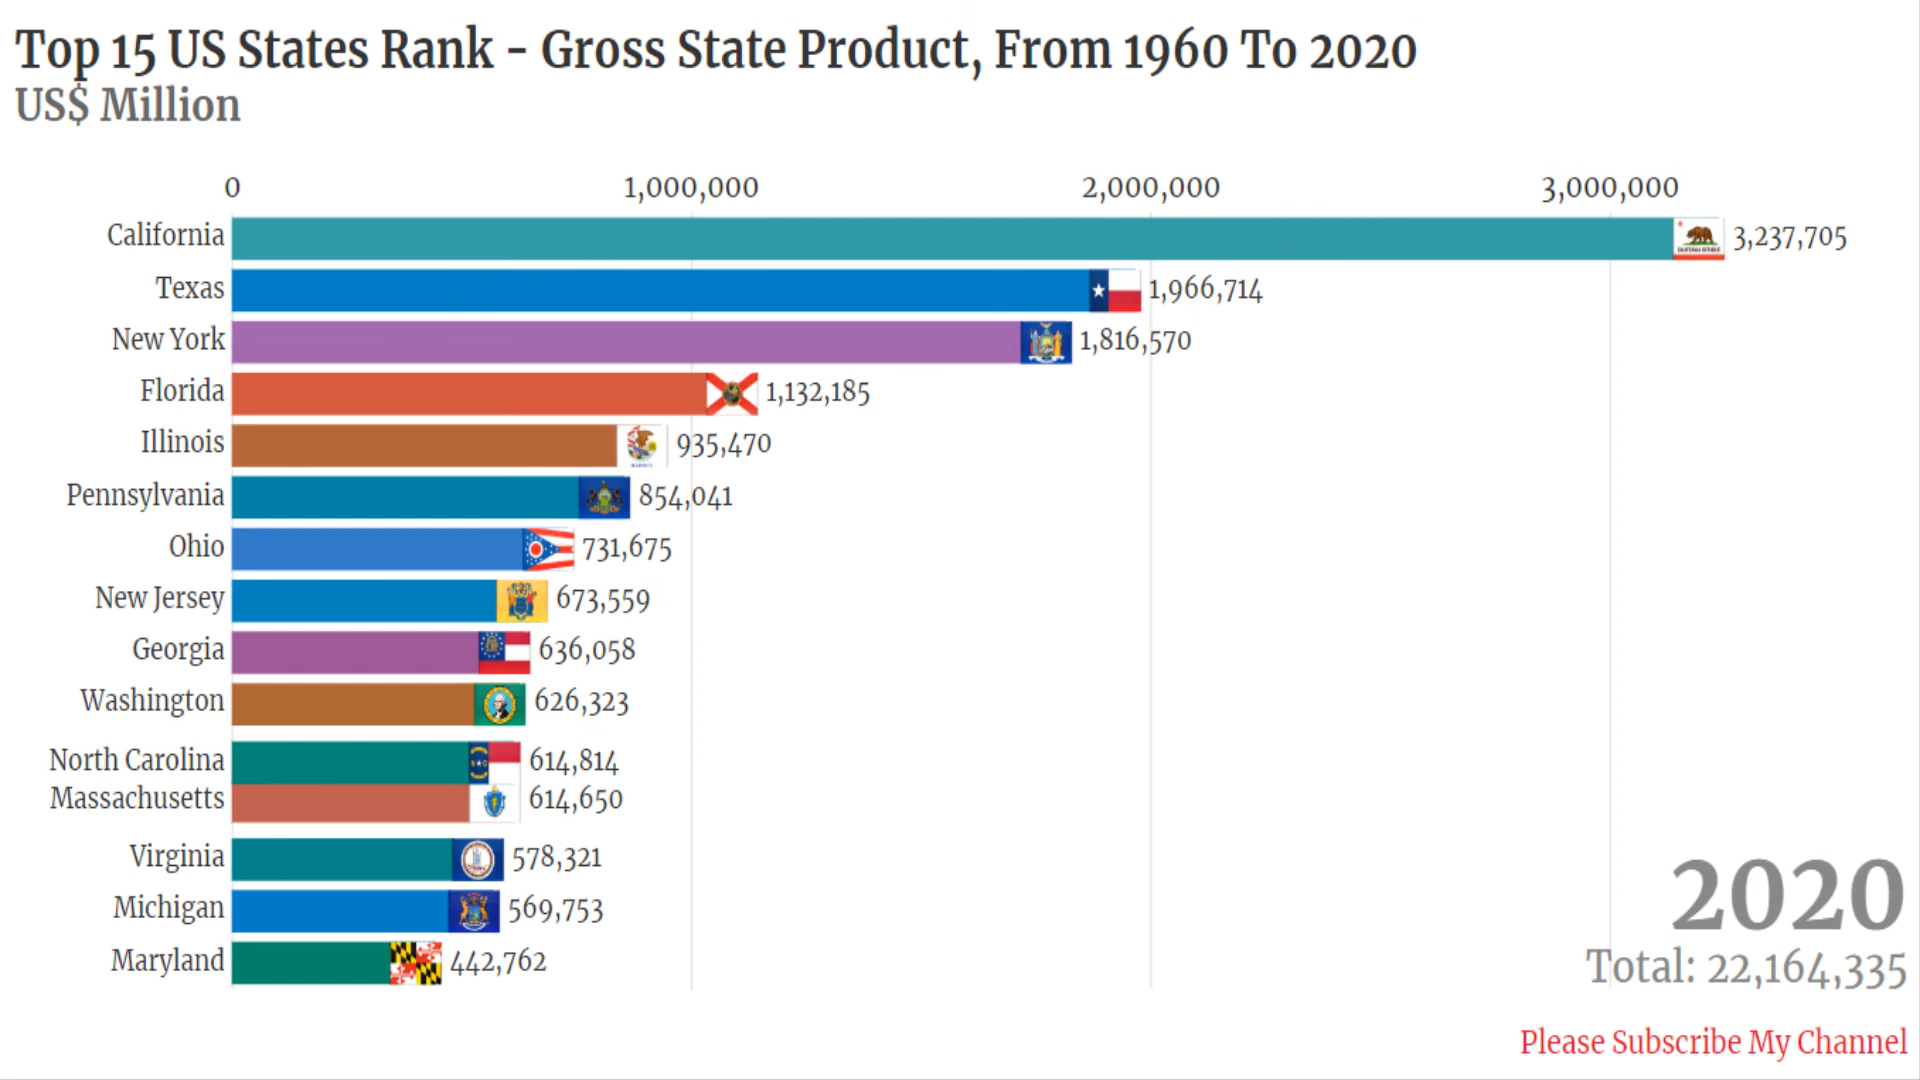 Top 15 US States Rank - Gross State Product, From 1960 To 2020
US$ Million
0 1,000,000 2,000,000 3,000,000
California 3,237,705
Texas 1,966,714
New York 1,816,570
Florida 1,132,185
Illinois 935,470
Pennsylvania 854,041
Ohio 731,675
New Jersey 673,559
Georgia 636,058
Washington 626,323
North Carolina 614,814
Massachusetts 614,650
Virginia 578,321
Michigan 569,753
Maryland 442,762
2020
Total: 22,164,335
Please Subscribe My Channel